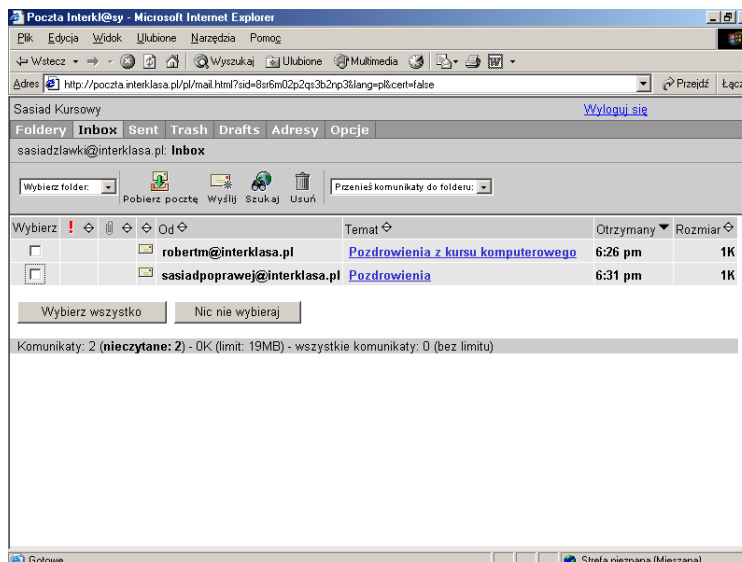 Poczta Interkl@sy - Microsoft Internet Explorer
Plik Edycja Widok Ulubione Narzędzia Pomoc
Wstecz Wyszukaj Ulubione Multimedia
Adres http://poczta.interklasa.pl/pl/mail.html?sid=8sr6m02p2qs3b2np3&lang=pl&cert=false Przejdź Łącz
Sasiad Kursowy Wyloguj się
Foldery Inbox Sent Trash Drafts Adresy Opcje
sasiadzlawki@interklasa.pl: Inbox
Wybierz folder: Pobierz pocztę Wyślij Szukaj Usuń Przenieś komunikaty do folderu:
Wybierz ! Od Temat Otrzymany Rozmiar
robertm@interklasa.pl Pozdrowienia z kursu komputerowego 6:26 pm 1K
sasiadpoprawej@interklasa.pl Pozdrowienia 6:31 pm 1K
Wybierz wszystko Nic nie wybieraj
Komunikaty: 2 (nieczytane: 2) - 0K (limit: 19MB) - wszystkie komunikaty: 0 (bez limitu)
Gotowe Strefa nieznana (Mieszana)